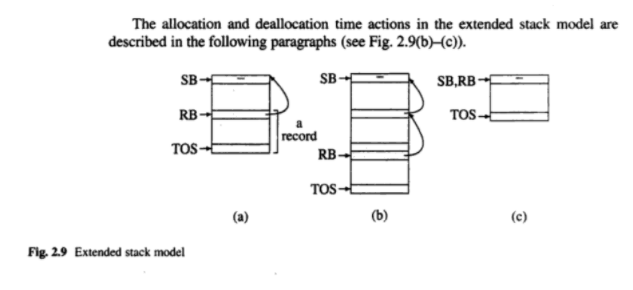 The allocation and deallocation time actions in the extended stack model are
described in the following paragraphs (see Fig. 2.9(b)–(c)).
SB
SB
SB,RB
RB
TOS
a
record
TOS
RB
TOS
(a)
(b)
(c)
Fig. 2.9 Extended stack model